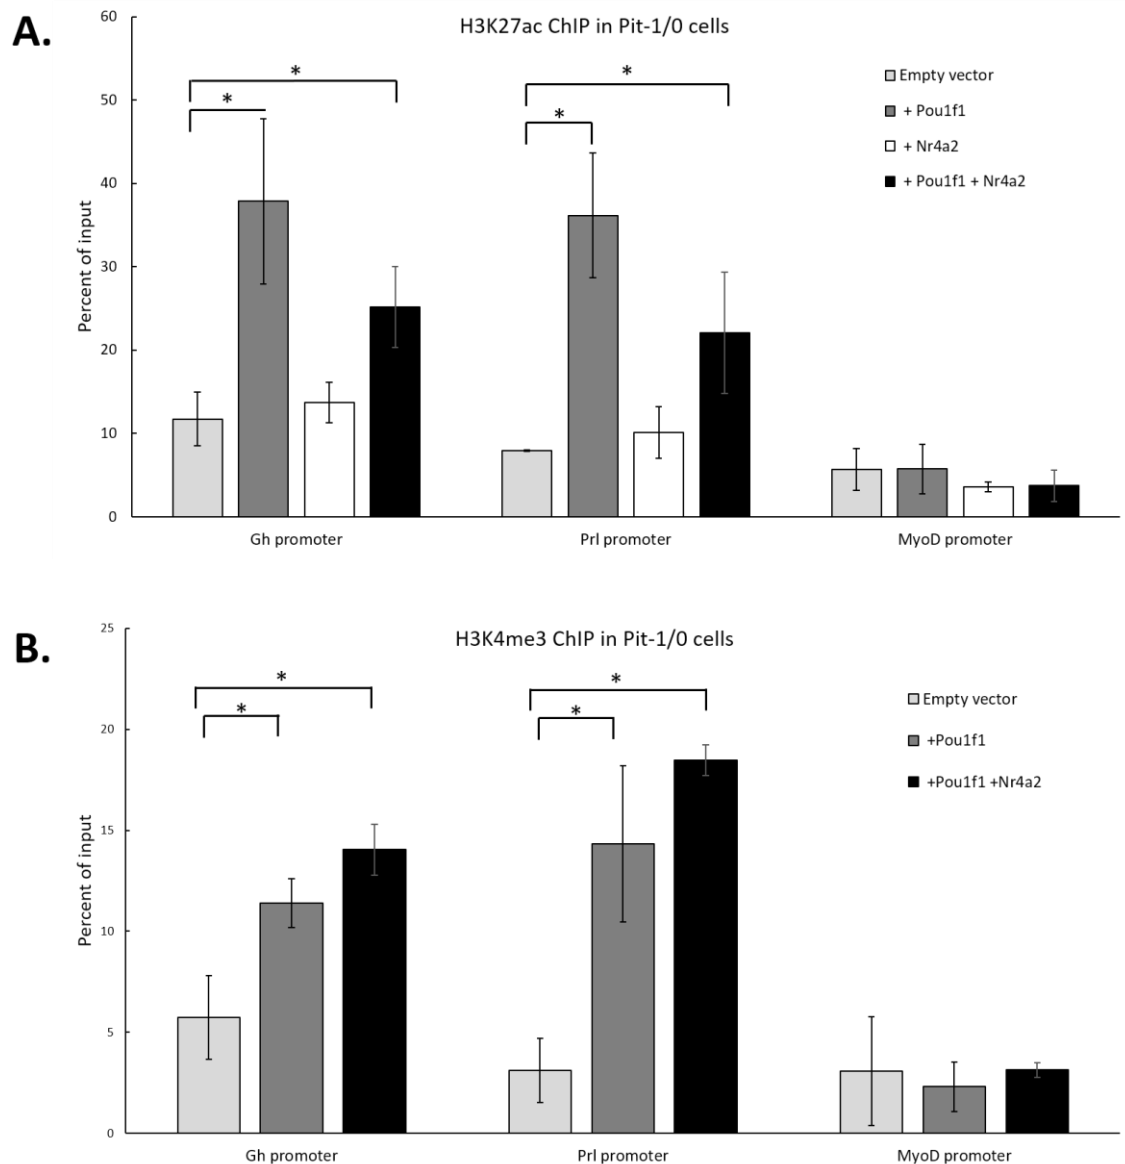 A.
H3K27ac ChIP in Pit-1/0 cells
60
50
40
30
20
10
0
Percent of input
*
*
*
*
Empty vector
+ Pou1f1
+ Nr4a2
+ Pou1f1 + Nr4a2
Gh promoter
Prl promoter
MyoD promoter
B.
H3K4me3 ChIP in Pit-1/0 cells
25
20
15
10
5
0
Percent of input
*
*
*
*
Empty vector
+Pou1f1
+Pou1f1 +Nr4a2
Gh promoter
Prl promoter
MyoD promoter